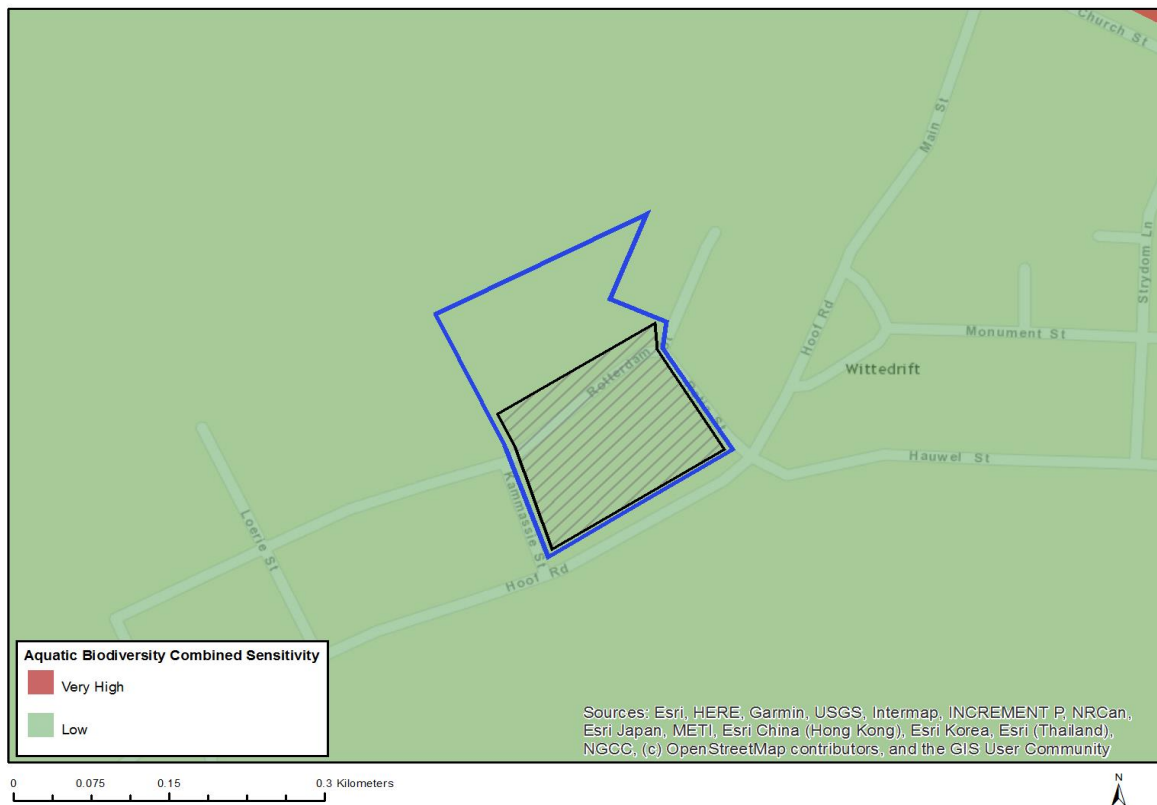 Church St
Main St
Strydom Ln
Hoof Rd
Monument St
Wittedrift
Rotterdam St
Hauwel St
Kammassie St
Loerie St
Hoof Rd
Aquatic Biodiversity Combined Sensitivity
Very High
Low
Sources: Esri, HERE, Garmin, USGS, Intermap, INCREMENT P, NRCan,
Esri Japan, METI, Esri China (Hong Kong), Esri Korea, Esri (Thailand),
NGCC, (c) OpenStreetMap contributors, and the GIS User Community
0 0.075 0.15 0.3 Kilometers
N